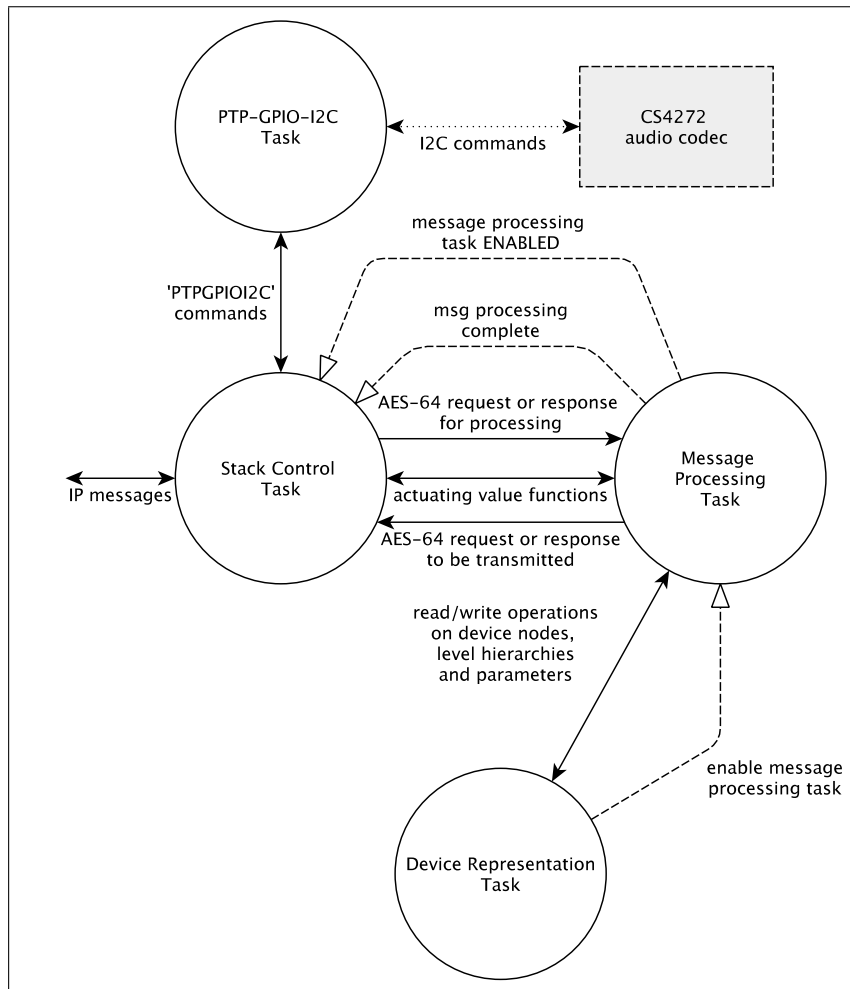 PTP-GPIO-I2C
Task
CS4272
audio codec
I2C commands
message processing
task ENABLED
'PTPGPIOI2C'
commands
msg processing
complete
AES-64 request or response
for processing
Stack Control
Task
Message
Processing
Task
IP messages
actuating value functions
AES-64 request or response
to be transmitted
read/write operations
on device nodes,
level hierarchies
and parameters
enable message
processing task
Device Representation
Task